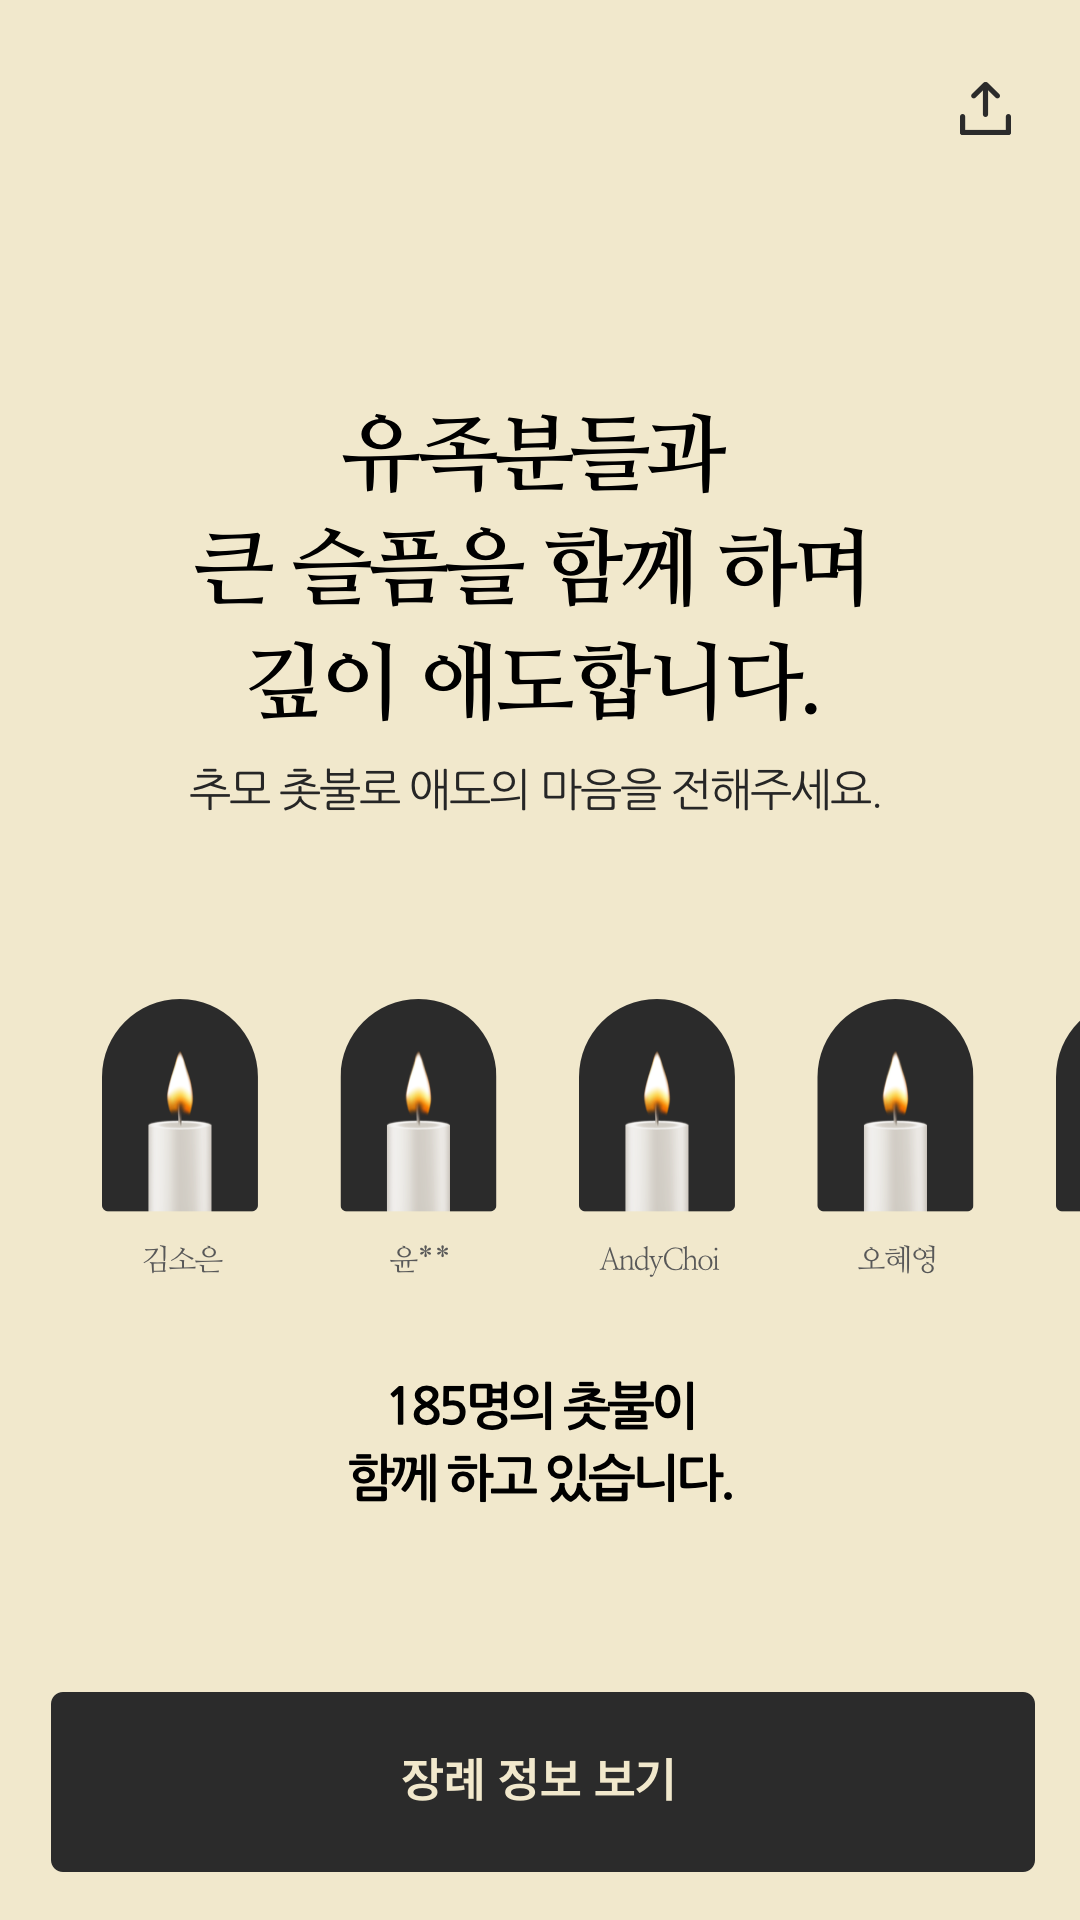 유족분들과
큰 슬픔을 함께 하며
깊이 애도합니다.
추모 촛불로 애도의 마음을 전해주세요.
김소은
윤**
AndyChoi
오혜영
185명의 촛불이
함께 하고 있습니다.
장례 정보 보기